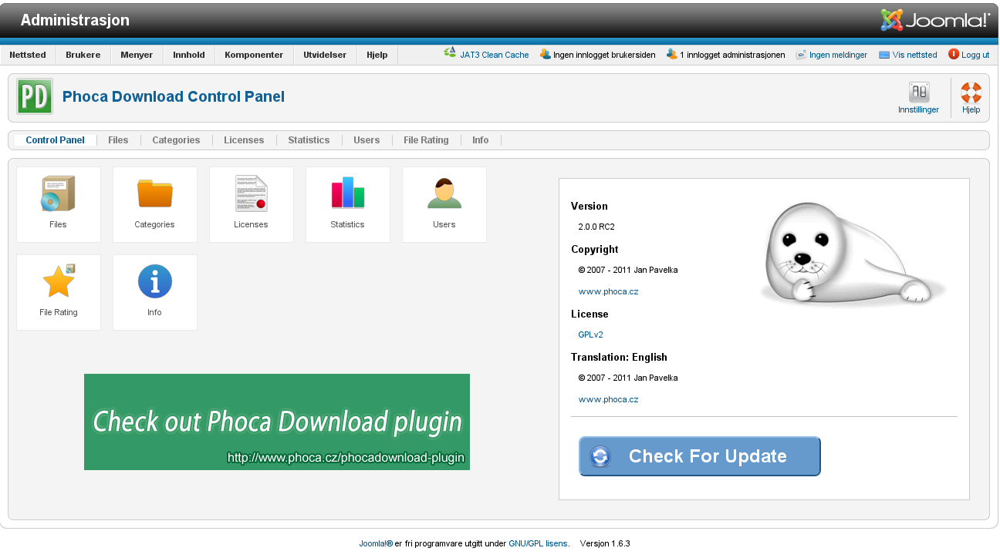 Administrasjon
Joomla!
Nettsted Brukere Menyer Innhold Komponenter Utvidelser Hjelp JAT3 Clean Cache Ingen innlogget brukersiden 1 innlogget administrasjonen Ingen meldinger Vis nettsted Logg ut
PD Phoca Download Control Panel
Innstillinger Hjelp
Control Panel Files Categories Licenses Statistics Users File Rating Info
Files Categories Licenses Statistics Users
File Rating Info
Check out Phoca Download plugin
http://www.phoca.cz/phocadownload-plugin
Version
2.0.0 RC2
Copyright
© 2007 - 2011 Jan Pavelka
www.phoca.cz
License
GPLv2
Translation: English
© 2007 - 2011 Jan Pavelka
www.phoca.cz
Check For Update
Joomla!® er fri programvare utgitt under GNU/GPL lisens. Versjon 1.6.3